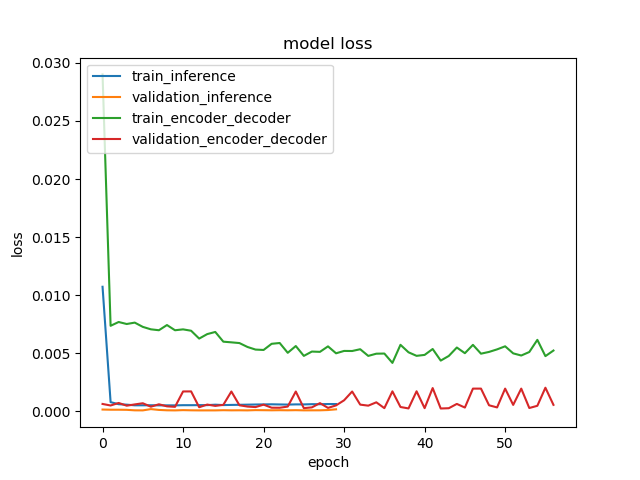 model loss
0.030
0.025
0.020
0.015
0.010
0.005
0.000
loss
train_inference
validation_inference
train_encoder_decoder
validation_encoder_decoder
0 10 20 30 40 50
epoch